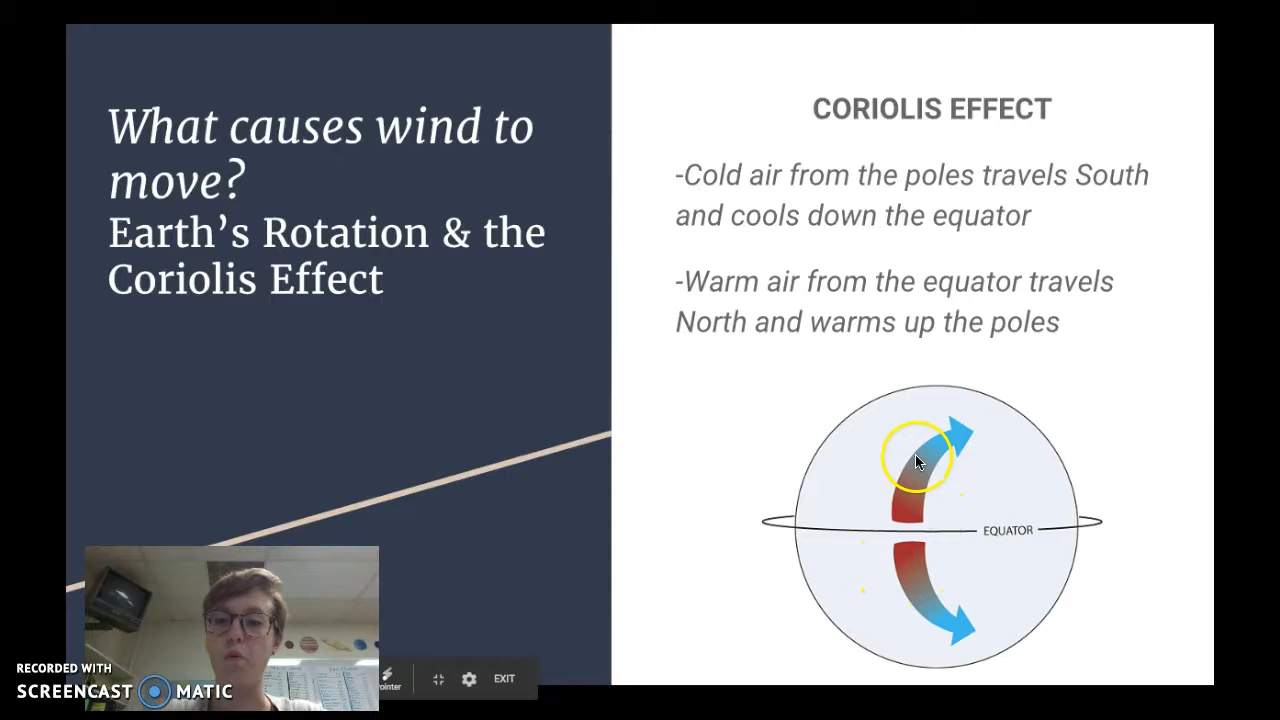 What causes wind to
move?
Earth's Rotation & the
Coriolis Effect
CORIOLIS EFFECT
-Cold air from the poles travels South
and cools down the equator
-Warm air from the equator travels
North and warms up the poles
EQUATOR
RECORDED WITH
SCREENCAST MATIC
EXIT